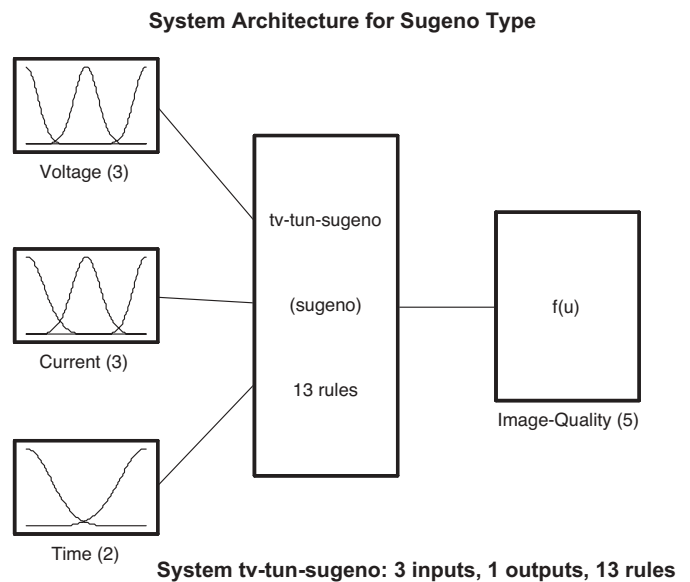 System Architecture for Sugeno Type
Voltage (3)
Current (3)
Time (2)
tv-tun-sugeno
(sugeno)
13 rules
f(u)
Image-Quality (5)
System tv-tun-sugeno: 3 inputs, 1 outputs, 13 rules